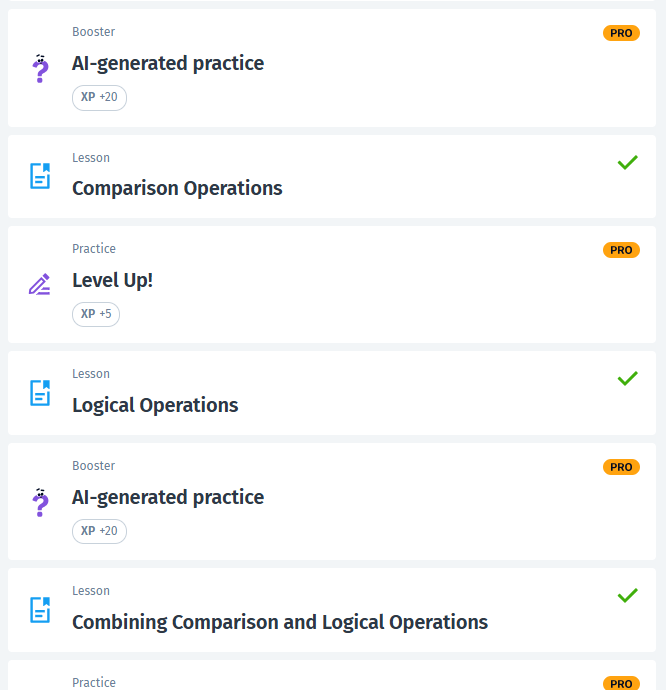 Booster
PRO
AI-generated practice
XP +20
Lesson
Comparison Operations
Practice
PRO
Level Up!
XP +5
Lesson
Logical Operations
Booster
PRO
AI-generated practice
XP +20
Lesson
Combining Comparison and Logical Operations
Practice
PRO